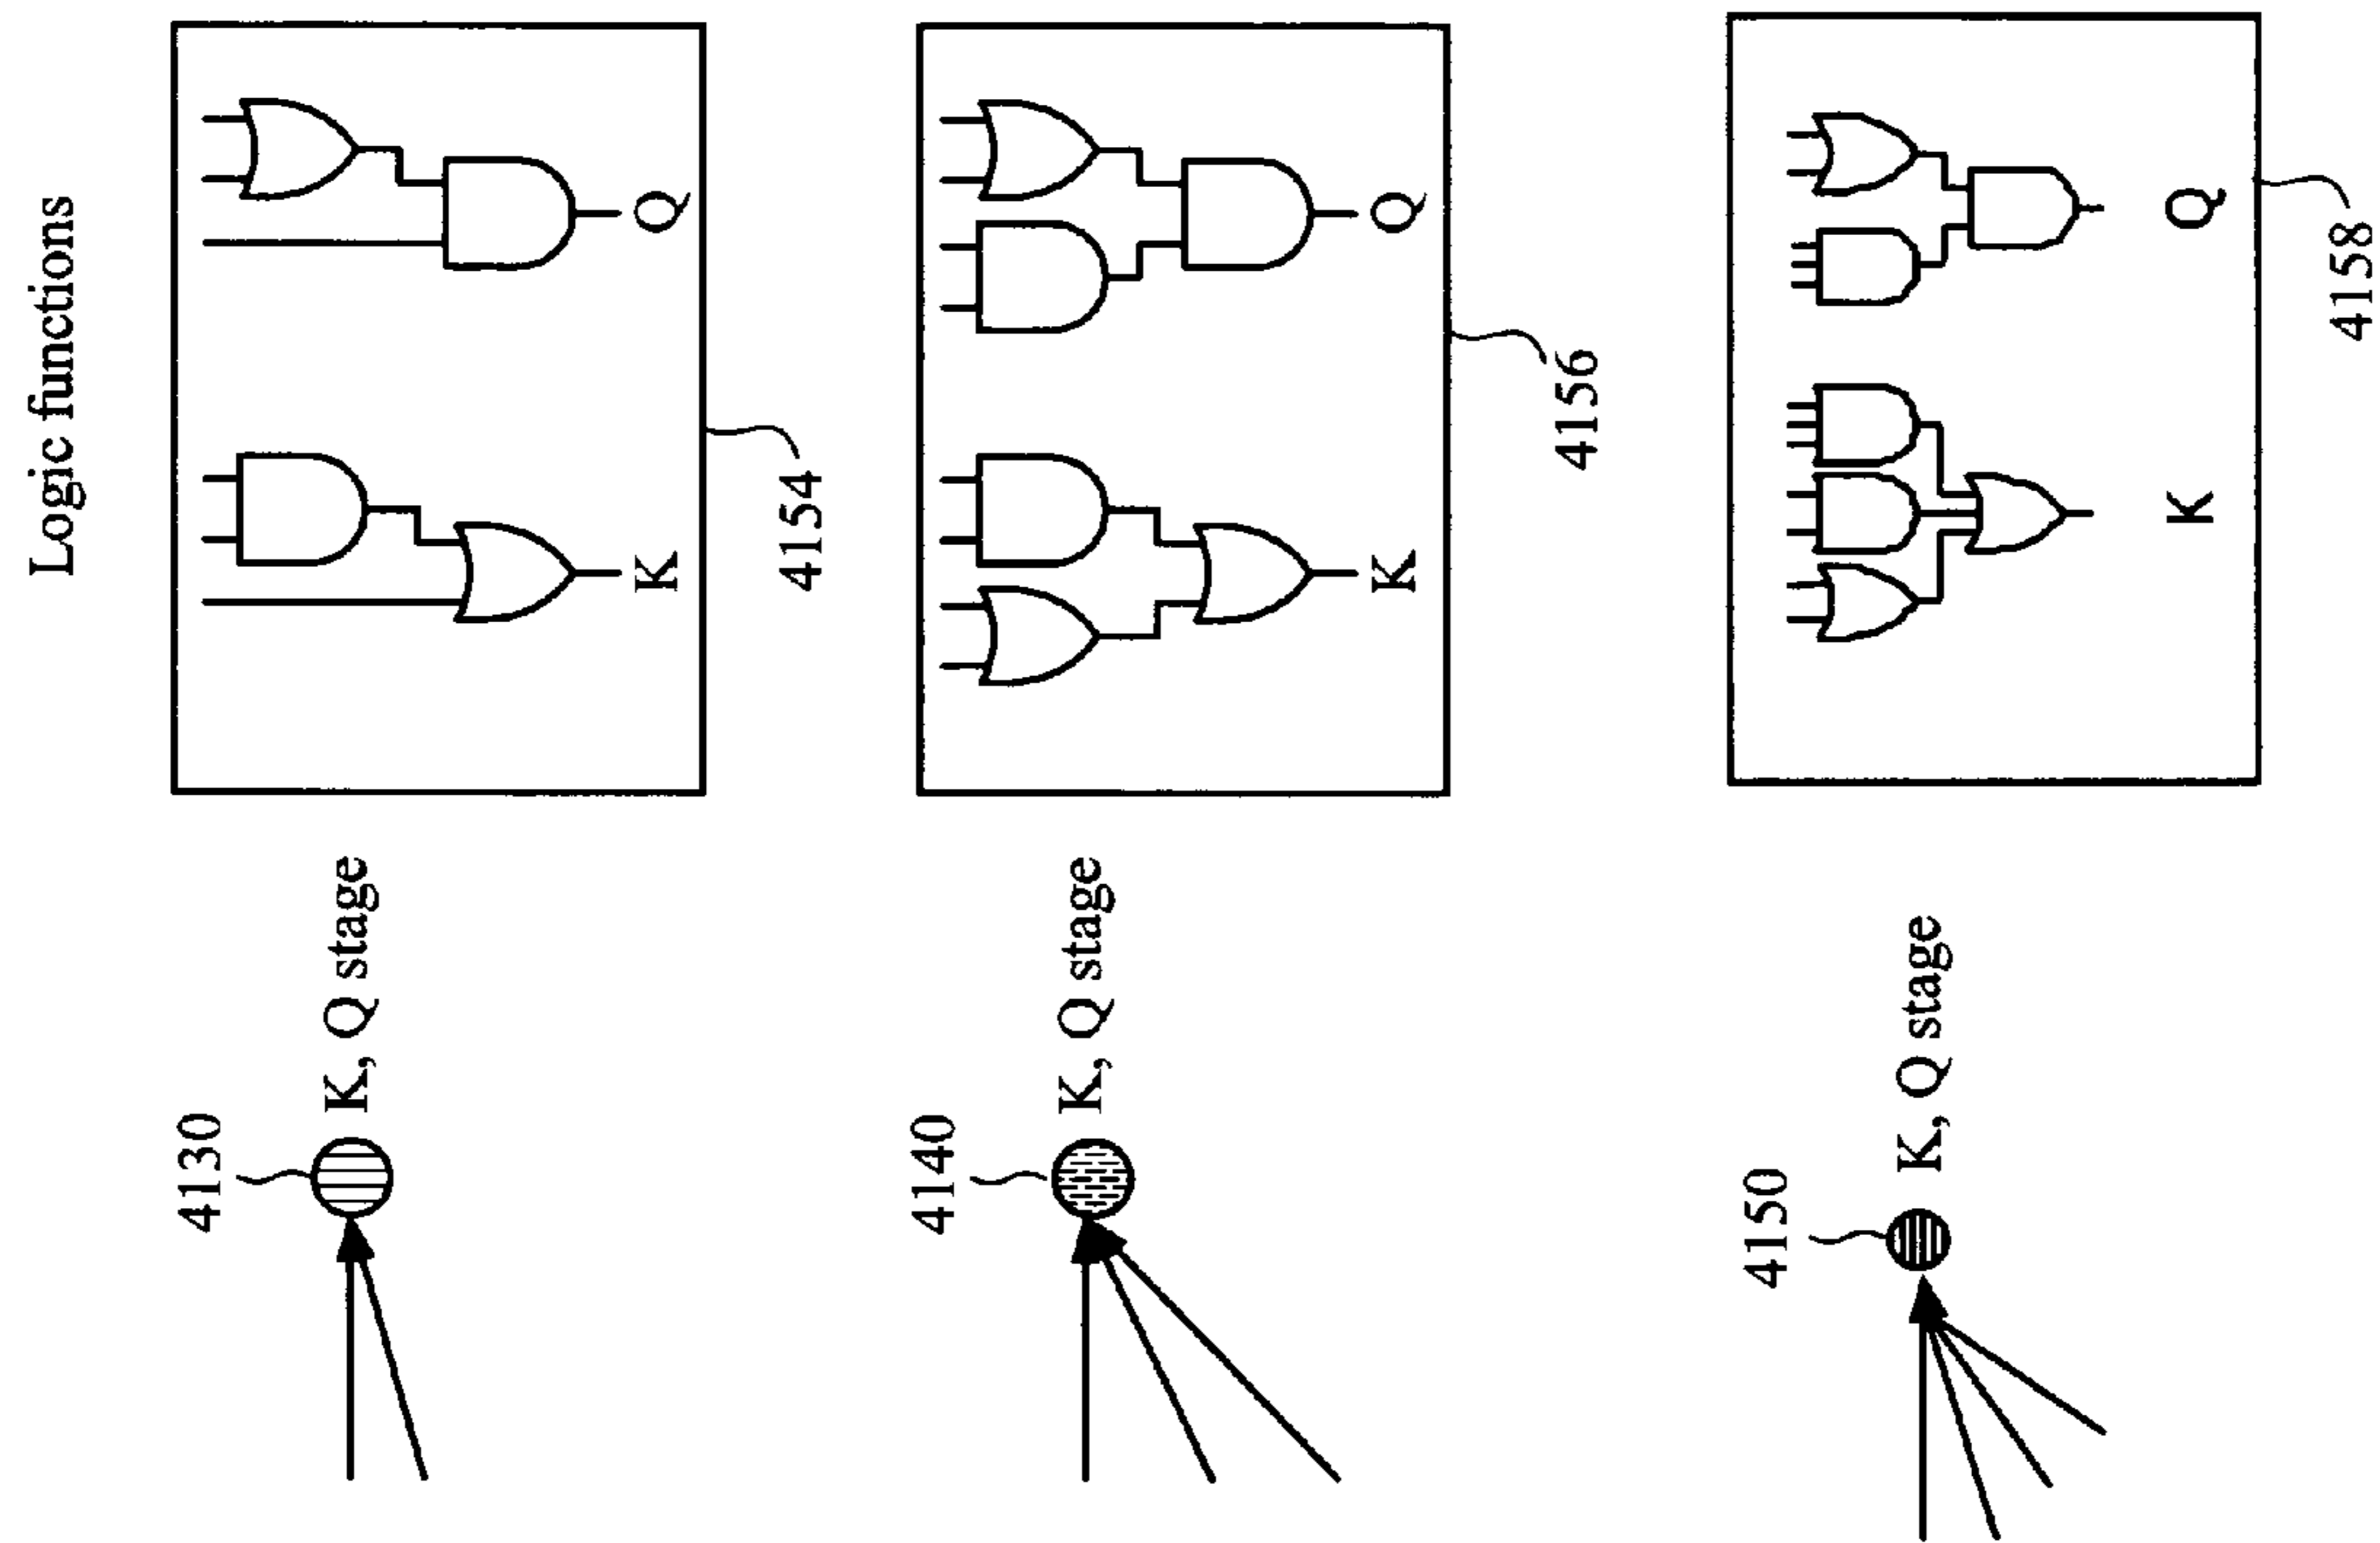 Logic functions
4130
K, Q stage
K
Q
4154
4140
K, Q stage
K
Q
4156
4150
K, Q stage
K
Q
4158